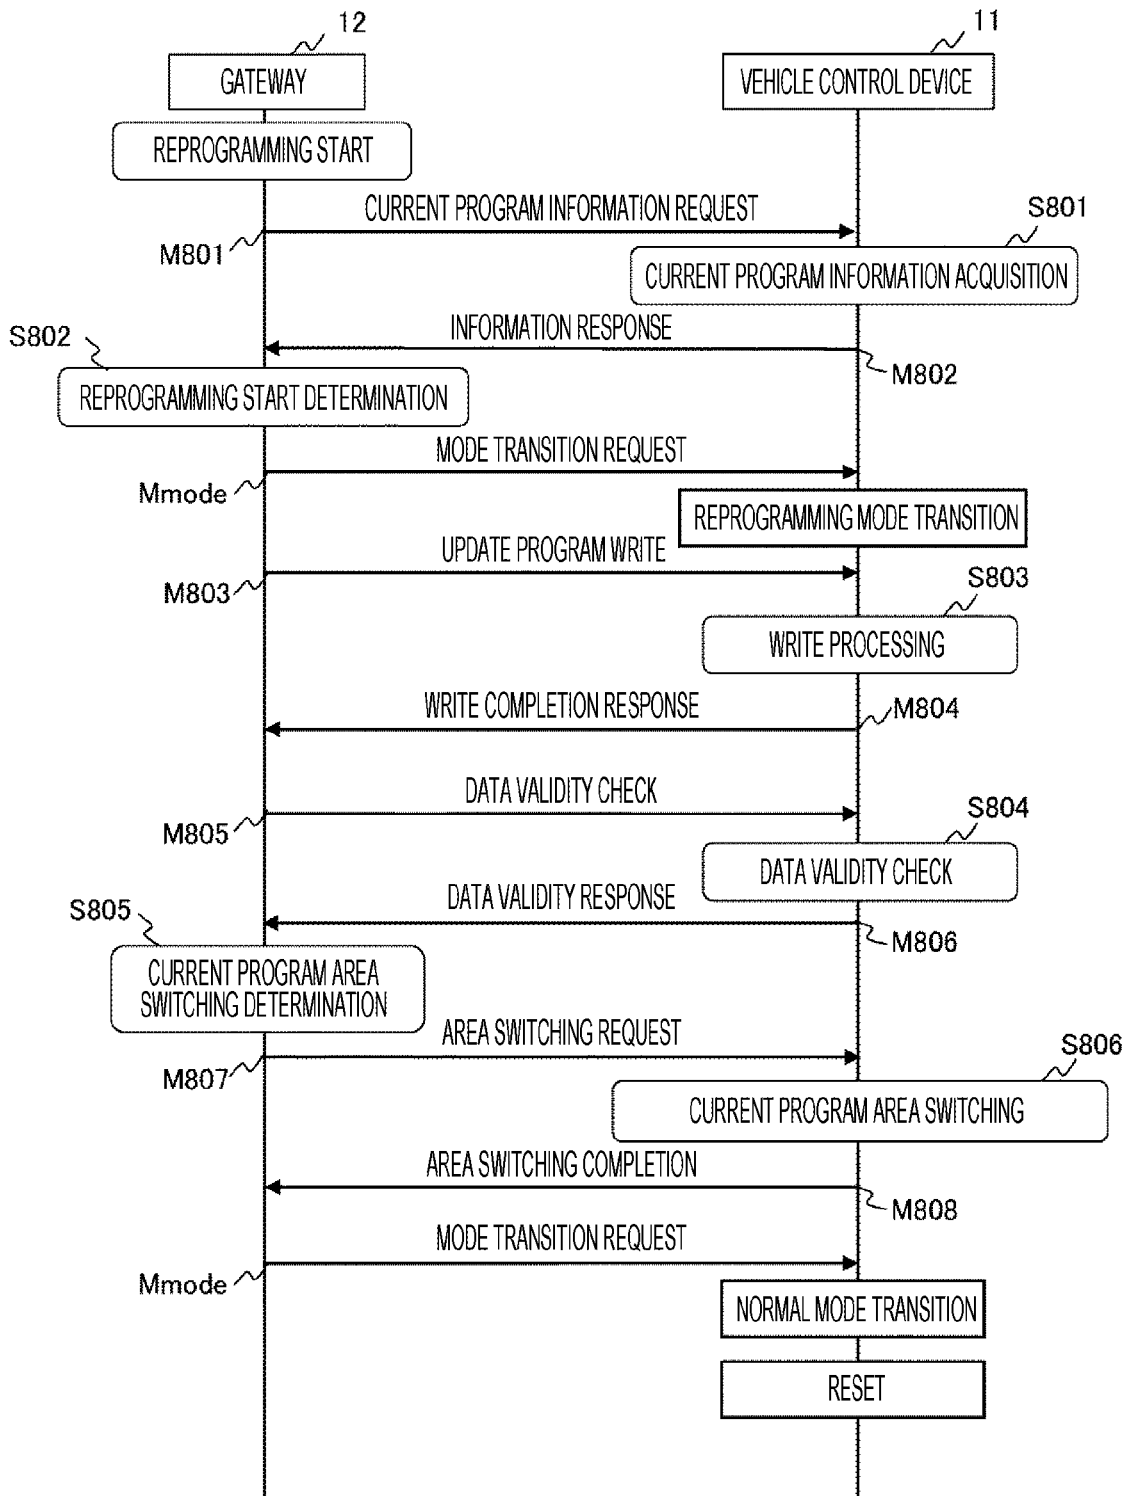 12
11
GATEWAY
VEHICLE CONTROL DEVICE
REPROGRAMMING START
CURRENT PROGRAM INFORMATION REQUEST
M801
S801
CURRENT PROGRAM INFORMATION ACQUISITION
INFORMATION RESPONSE
M802
S802
REPROGRAMMING START DETERMINATION
MODE TRANSITION REQUEST
Mmode
REPROGRAMMING MODE TRANSITION
UPDATE PROGRAM WRITE
M803
S803
WRITE PROCESSING
WRITE COMPLETION RESPONSE
M804
DATA VALIDITY CHECK
M805
S804
DATA VALIDITY CHECK
DATA VALIDITY RESPONSE
M806
S805
CURRENT PROGRAM AREA
SWITCHING DETERMINATION
AREA SWITCHING REQUEST
M807
S806
CURRENT PROGRAM AREA SWITCHING
AREA SWITCHING COMPLETION
M808
MODE TRANSITION REQUEST
Mmode
NORMAL MODE TRANSITION
RESET